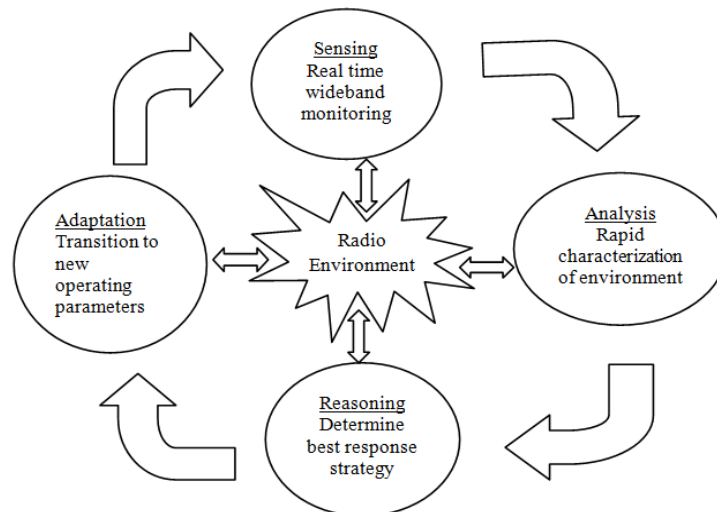 Sensing
Real time
wideband
monitoring
Adaptation
Transition to
new
operating
parameters
Radio
Environment
Analysis
Rapid
characterization
of environment
Reasoning
Determine
best response
strategy